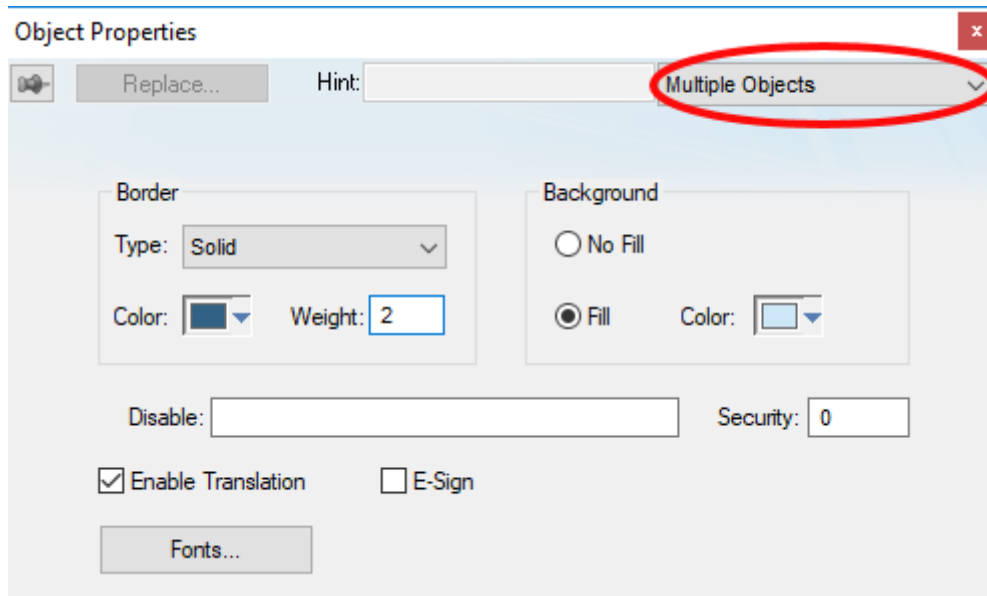 Object Properties x
Replace... Hint: Multiple Objects
Border Background
Type: Solid No Fill
Color: Weight: 2 Fill Color:
Disable: Security: 0
Enable Translation E-Sign
Fonts...